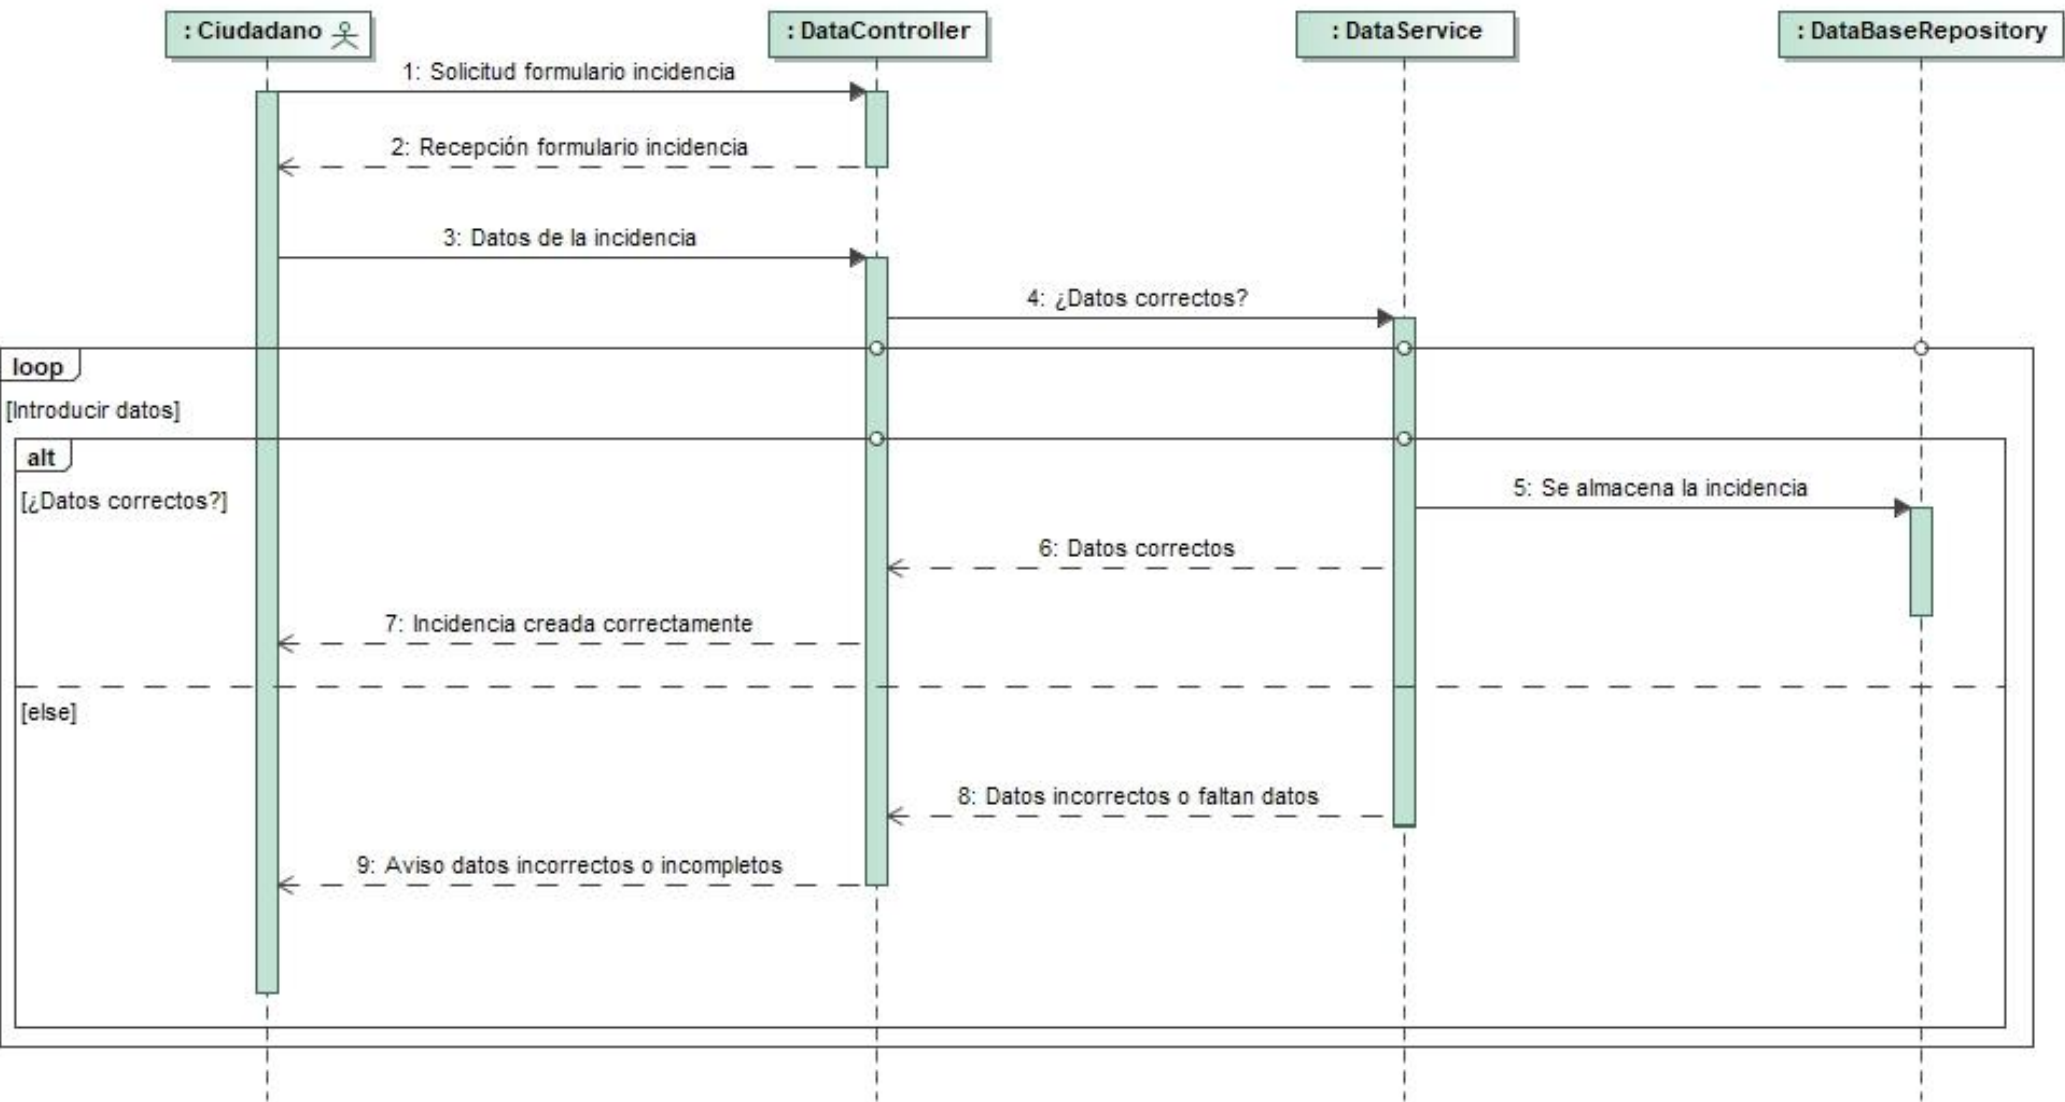 : Ciudadano
: DataController
: DataService
: DataBaseRepository
1: Solicitud formulario incidencia
2: Recepción formulario incidencia
3: Datos de la incidencia
4: ¿Datos correctos?
loop
[Introducir datos]
alt
[¿Datos correctos?]
5: Se almacena la incidencia
6: Datos correctos
7: Incidencia creada correctamente
[else]
8: Datos incorrectos o faltan datos
9: Aviso datos incorrectos o incompletos